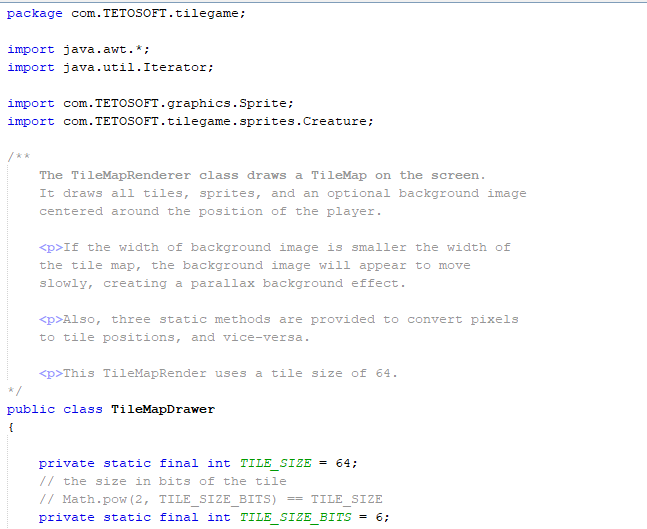 package com.TETOSOFT.tilegame;
import java.awt.*;
import java.util.Iterator;
import com.TETOSOFT.graphics.Sprite;
import com.TETOSOFT.tilegame.sprites.Creature;
/**
The TileMapRenderer class draws a TileMap on the screen.
It draws all tiles, sprites, and an optional background image
centered around the position of the player.
<p>If the width of background image is smaller the width of
the tile map, the background image will appear to move
slowly, creating a parallax background effect.
<p>Also, three static methods are provided to convert pixels
to tile positions, and vice-versa.
<p>This TileMapRender uses a tile size of 64.
*/
public class TileMapDrawer
{
private static final int TILE_SIZE = 64;
// the size in bits of the tile
// Math.pow(2, TILE_SIZE_BITS) == TILE_SIZE
private static final int TILE_SIZE_BITS = 6;